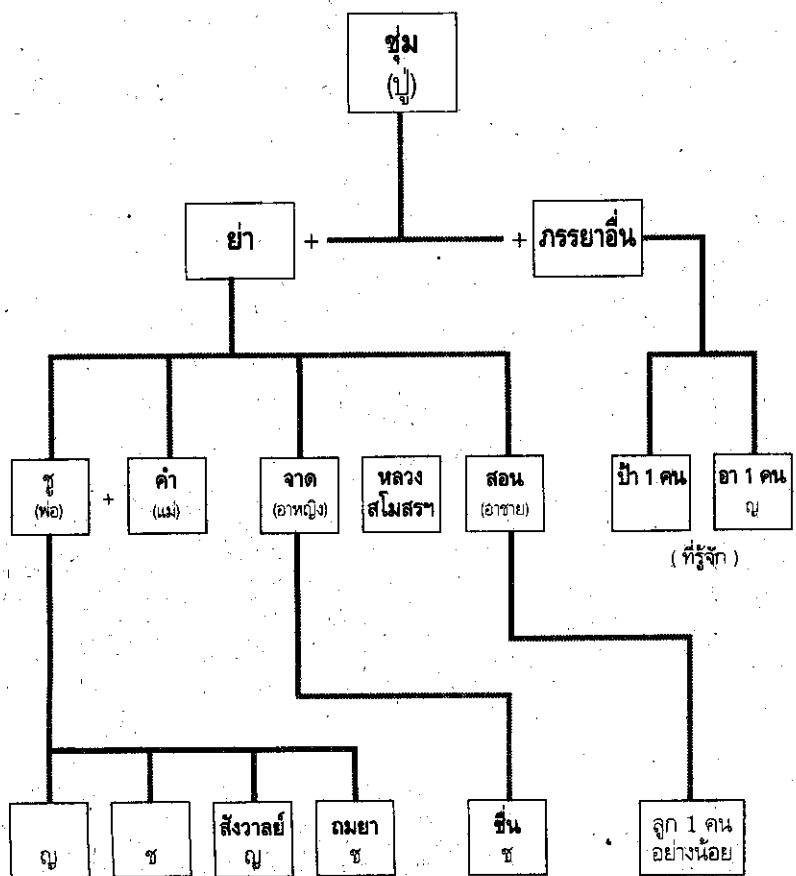 ชุ่ม
(ปู่)
ย่า + + ภรรยาอื่น
ชู
(พ่อ)
+
คำ
(แม่)
จาด
(อาหญิง)
หลวง
สโมสรฯ
สอน
(อาชาย)
ป้า 1 คน
อา 1 คน
ญ
(ที่รู้จัก)
ญ
ช
สังวาลย์
ญ
ถมยา
ช
ชื่น
ช
ลูก 1 คน
อย่างน้อย